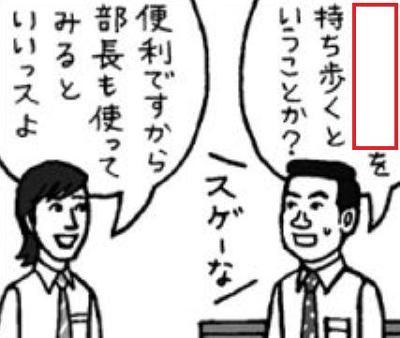 を
持ち歩くと
いうことか?
スゲーな
便利ですから
部長も使って
みると
いいっスよ